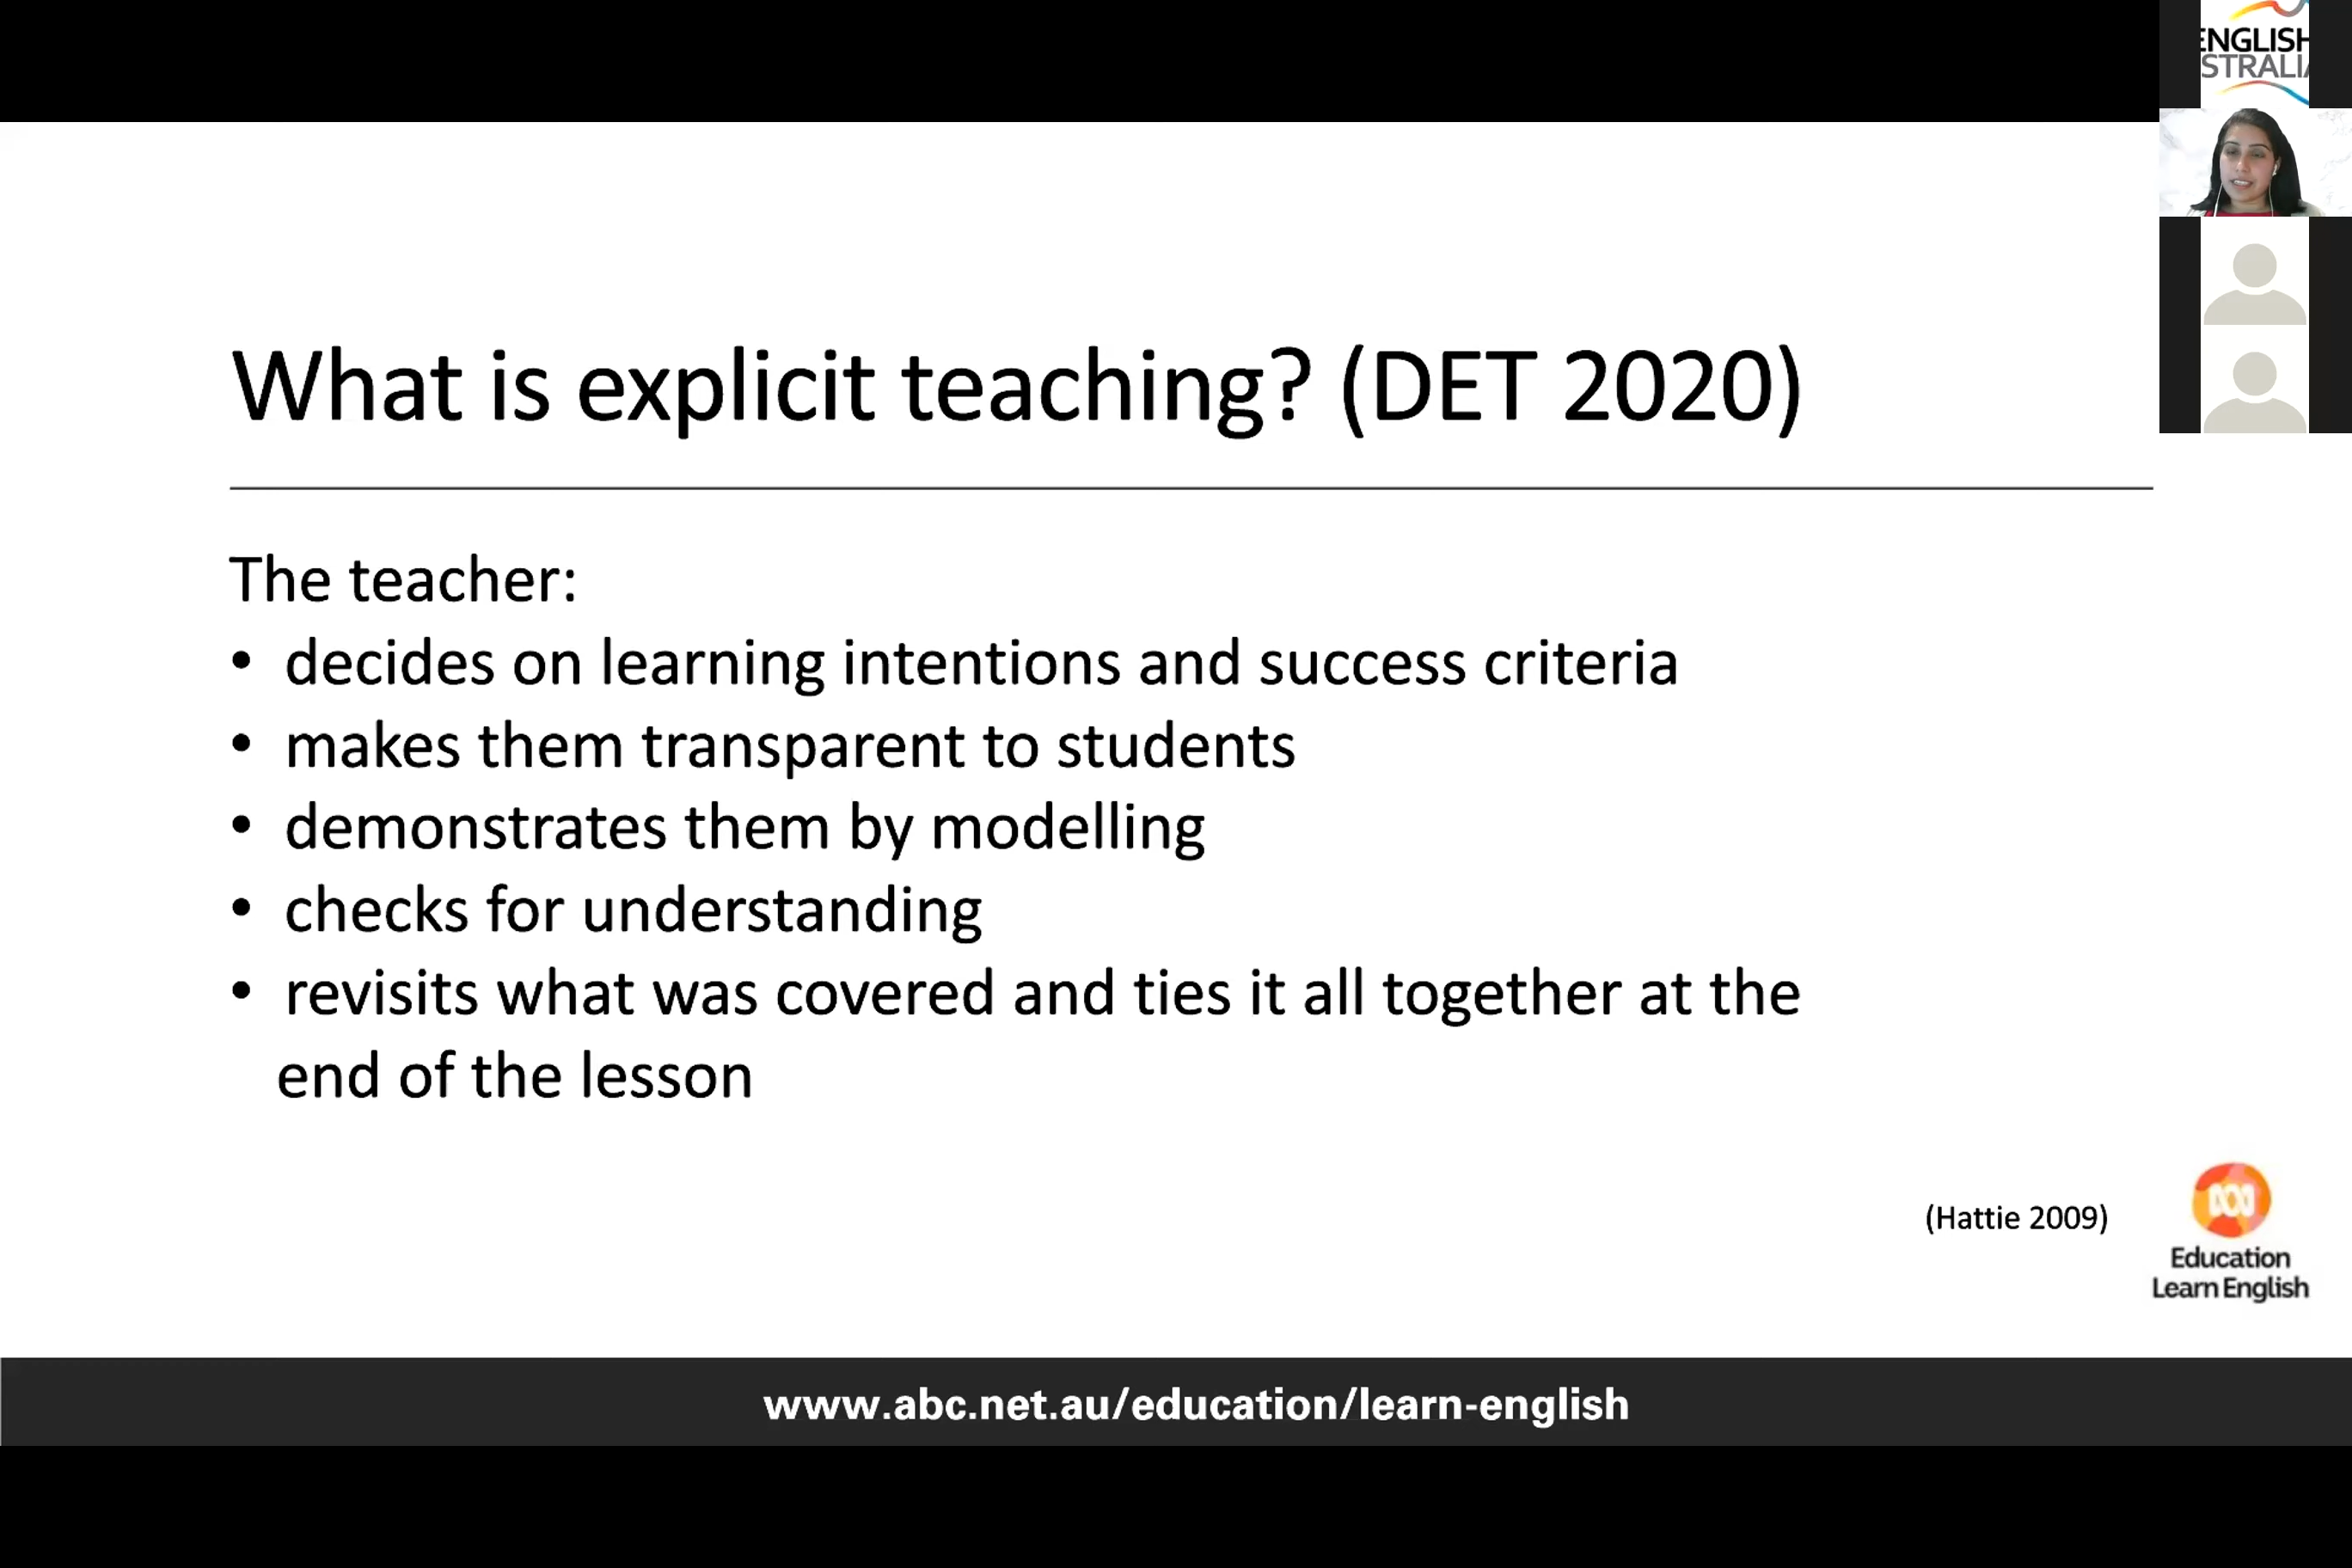 ENGLISH
STRALIA
What is explicit teaching? (DET 2020)
The teacher:
• decides on learning intentions and success criteria
• makes them transparent to students
• demonstrates them by modelling
• checks for understanding
• revisits what was covered and ties it all together at the
end of the lesson
(Hattie 2009)
Education
Learn English
www.abc.net.au/education/learn-english